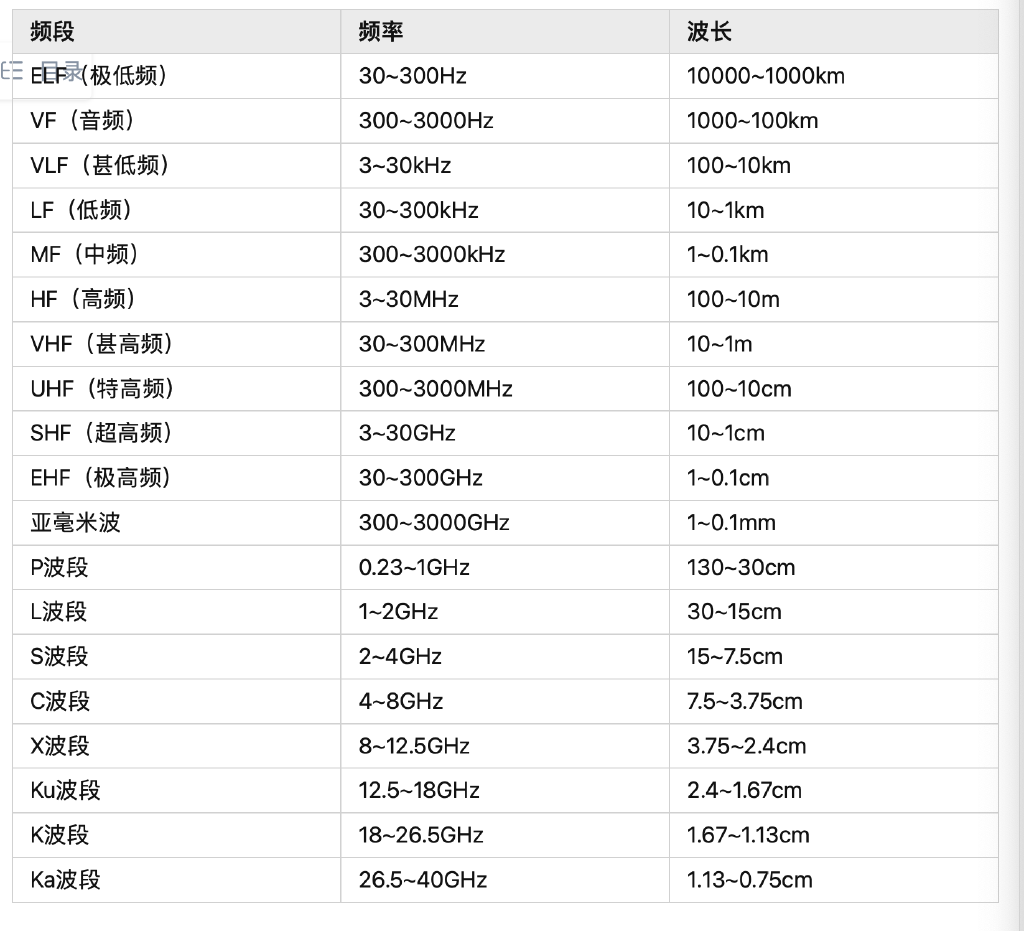 频段 频率 波长
目录
ELF（极低频） 30~300Hz 10000~1000km
VF（音频） 300~3000Hz 1000~100km
VLF（甚低频） 3~30kHz 100~10km
LF（低频） 30~300kHz 10~1km
MF（中频） 300~3000kHz 1~0.1km
HF（高频） 3~30MHz 100~10m
VHF（甚高频） 30~300MHz 10~1m
UHF（特高频） 300~3000MHz 100~10cm
SHF（超高频） 3~30GHz 10~1cm
EHF（极高频） 30~300GHz 1~0.1cm
亚毫米波 300~3000GHz 1~0.1mm
P波段 0.23~1GHz 130~30cm
L波段 1~2GHz 30~15cm
S波段 2~4GHz 15~7.5cm
C波段 4~8GHz 7.5~3.75cm
X波段 8~12.5GHz 3.75~2.4cm
Ku波段 12.5~18GHz 2.4~1.67cm
K波段 18~26.5GHz 1.67~1.13cm
Ka波段 26.5~40GHz 1.13~0.75cm